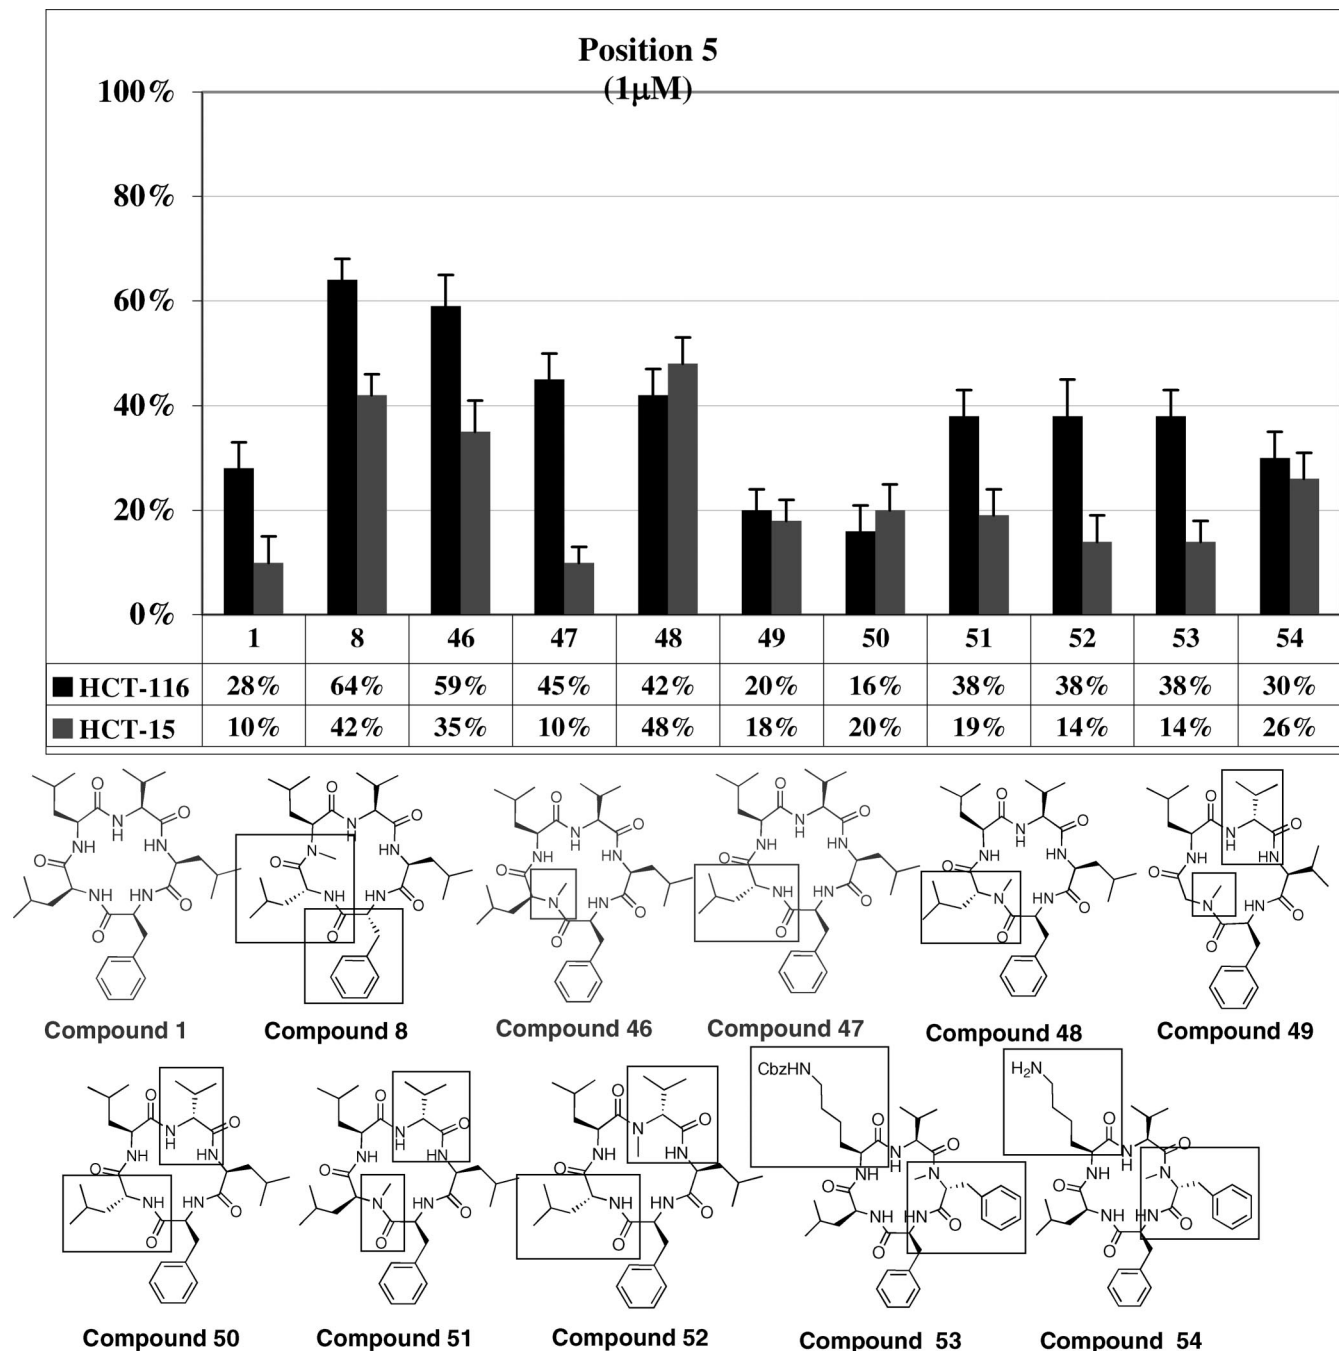 Position 5
(1µM)
100%
80%
60%
40%
20%
0%
1 8 46 47 48 49 50 51 52 53 54
HCT-116 28% 64% 59% 45% 42% 20% 16% 38% 38% 38% 30%
HCT-15 10% 42% 35% 10% 48% 18% 20% 19% 14% 14% 26%
Compound 1 Compound 8 Compound 46 Compound 47 Compound 48 Compound 49
CbzHN H₂N
Compound 50 Compound 51 Compound 52 Compound 53 Compound 54